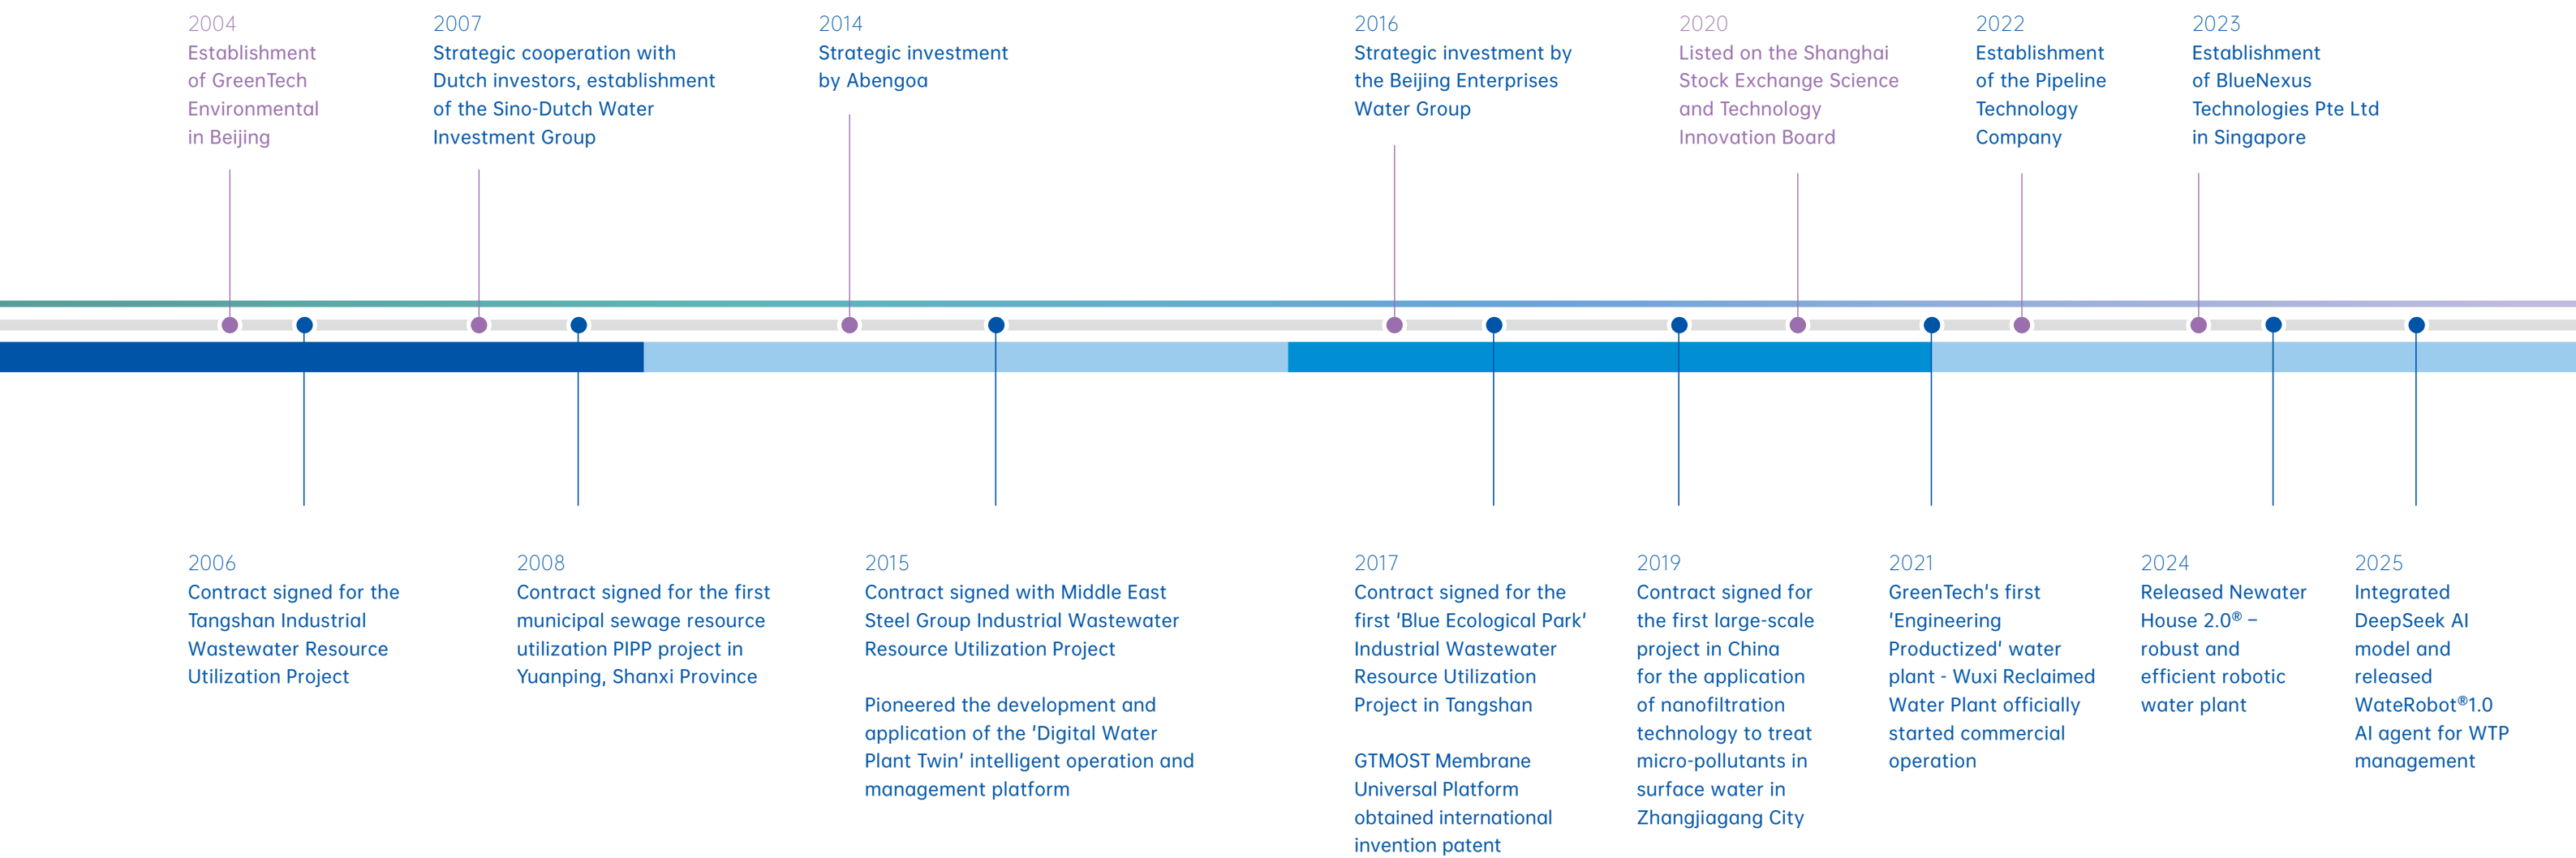 2004
Establishment
of GreenTech
Environmental
in Beijing
2007
Strategic cooperation with
Dutch investors, establishment
of the Sino-Dutch Water
Investment Group
2014
Strategic investment
by Abengoa
2016
Strategic investment by
the Beijing Enterprises
Water Group
2020
Listed on the Shanghai
Stock Exchange Science
and Technology
Innovation Board
2022
Establishment
of the Pipeline
Technology
Company
2023
Establishment
of BlueNexus
Technologies Pte Ltd
in Singapore
2006
Contract signed for the
Tangshan Industrial
Wastewater Resource
Utilization Project
2008
Contract signed for the first
municipal sewage resource
utilization PIPP project in
Yuanping, Shanxi Province
2015
Contract signed with Middle East
Steel Group Industrial Wastewater
Resource Utilization Project
Pioneered the development and
application of the 'Digital Water
Plant Twin' intelligent operation and
management platform
2017
Contract signed for the
first 'Blue Ecological Park'
Industrial Wastewater
Resource Utilization
Project in Tangshan
GTMOST Membrane
Universal Platform
obtained international
invention patent
2019
Contract signed for
the first large-scale
project in China
for the application
of nanofiltration
technology to treat
micro-pollutants in
surface water in
Zhangjiagang City
2021
GreenTech's first
'Engineering
Productized' water
plant - Wuxi Reclaimed
Water Plant officially
started commercial
operation
2024
Released Newater
House 2.0® –
robust and
efficient robotic
water plant
2025
Integrated
DeepSeek AI
model and
released
WateRobot®1.0
AI agent for WTP
management